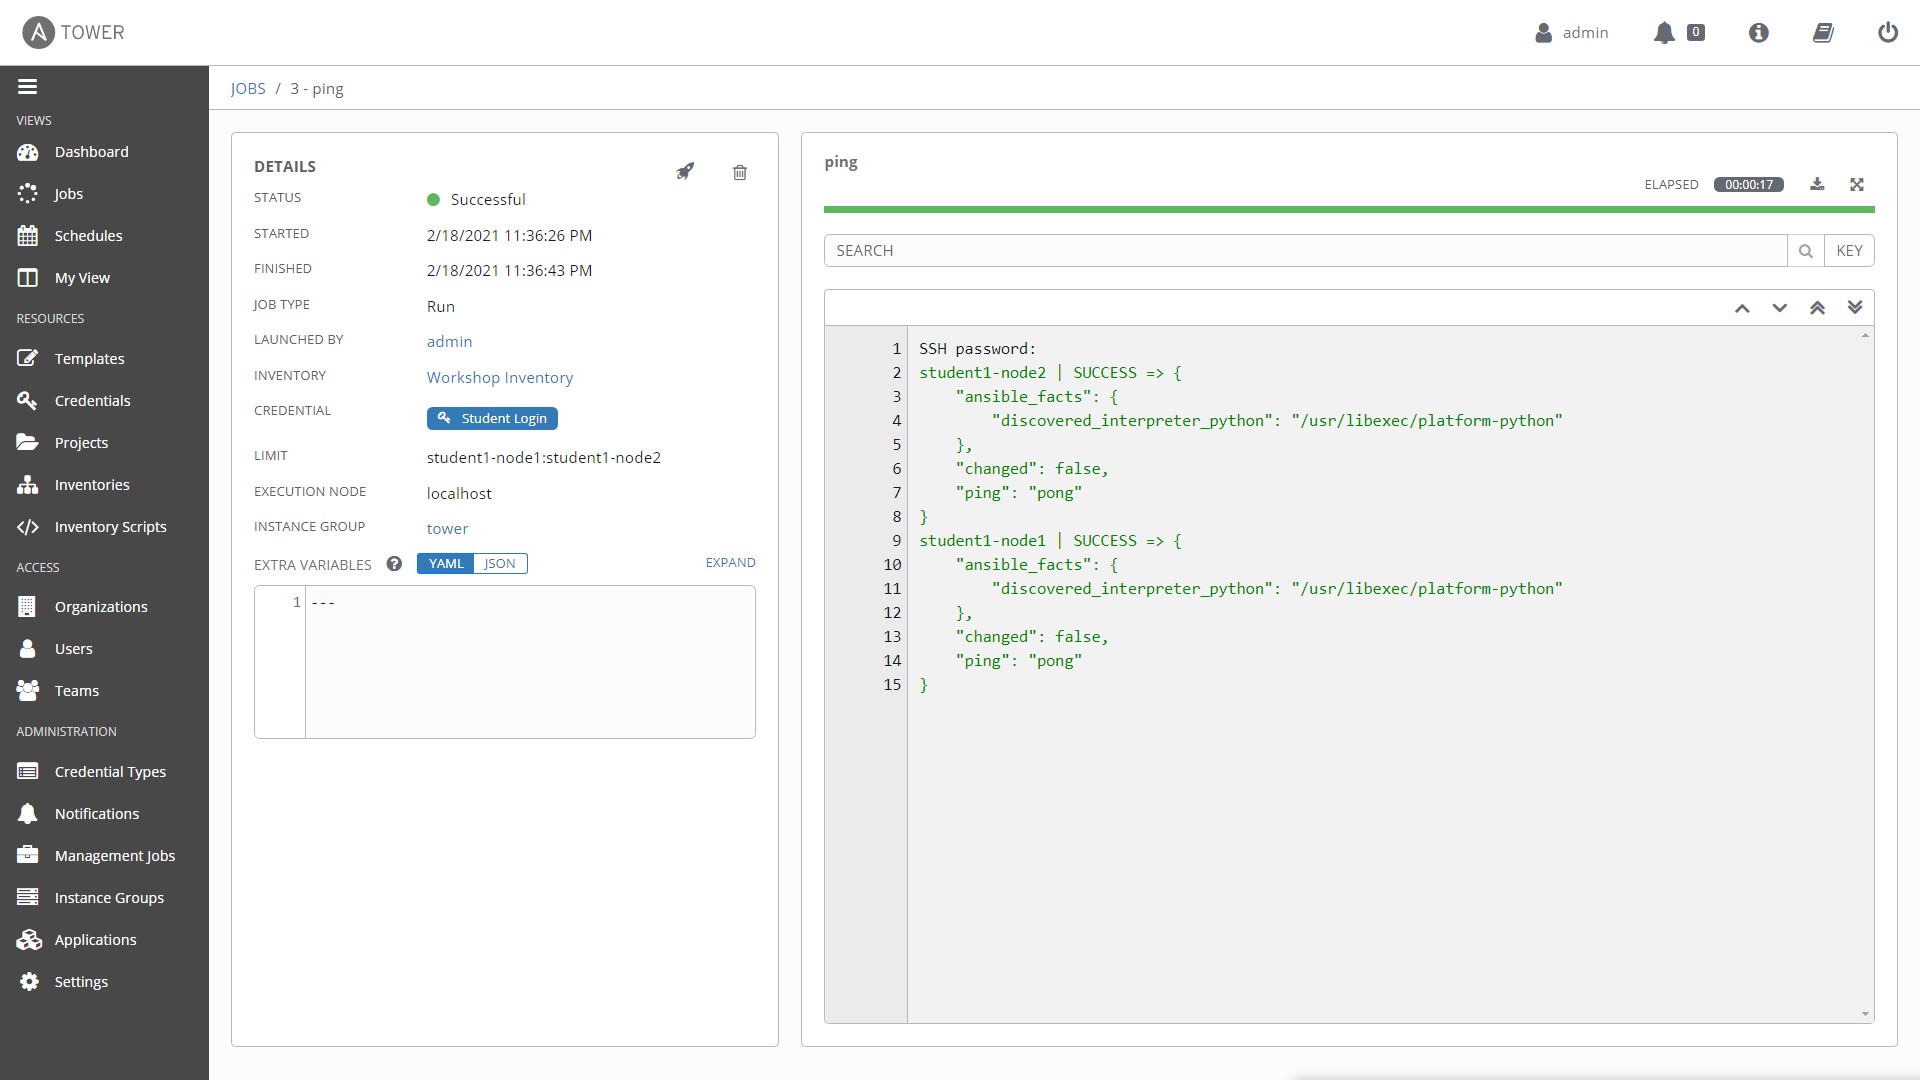 TOWER
admin
0
VIEWS
Dashboard
Jobs
Schedules
My View
RESOURCES
Templates
Credentials
Projects
Inventories
Inventory Scripts
ACCESS
Organizations
Users
Teams
ADMINISTRATION
Credential Types
Notifications
Management Jobs
Instance Groups
Applications
Settings
JOBS / 3 - ping
DETAILS
STATUS Successful
STARTED 2/18/2021 11:36:26 PM
FINISHED 2/18/2021 11:36:43 PM
JOB TYPE Run
LAUNCHED BY admin
INVENTORY Workshop Inventory
CREDENTIAL Student Login
LIMIT student1-node1:student1-node2
EXECUTION NODE localhost
INSTANCE GROUP tower
EXTRA VARIABLES ? YAML JSON EXPAND
1 ---
ping
ELAPSED 00:00:17
SEARCH KEY
1 SSH password:
2 student1-node2 | SUCCESS => {
3     "ansible_facts": {
4         "discovered_interpreter_python": "/usr/libexec/platform-python"
5     },
6     "changed": false,
7     "ping": "pong"
8 }
9 student1-node1 | SUCCESS => {
10     "ansible_facts": {
11         "discovered_interpreter_python": "/usr/libexec/platform-python"
12     },
13     "changed": false,
14     "ping": "pong"
15 }